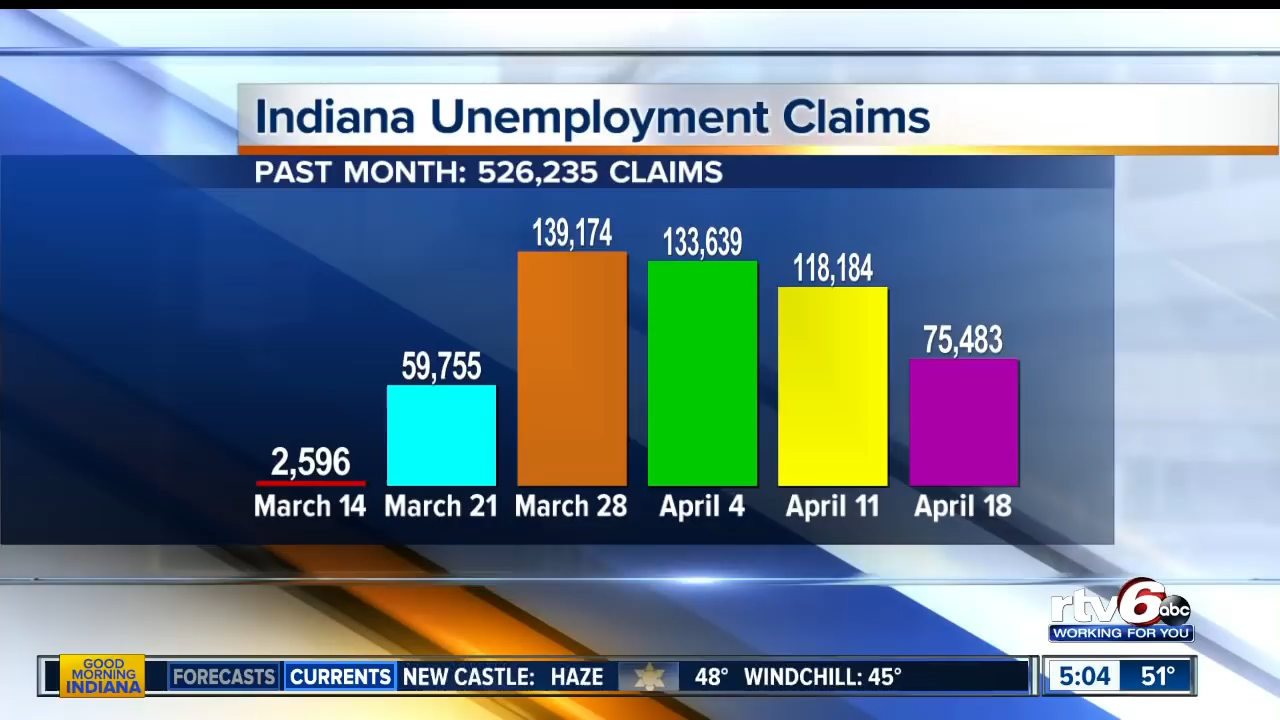 Indiana Unemployment Claims
PAST MONTH: 526,235 CLAIMS
139,174
133,639
118,184
75,483
59,755
2,596
March 14 March 21 March 28 April 4 April 11 April 18
rtv6 abc
WORKING FOR YOU
GOOD
MORNING
INDIANA
FORECASTS CURRENTS NEW CASTLE: HAZE 48° WINDCHILL: 45° 5:04 51°